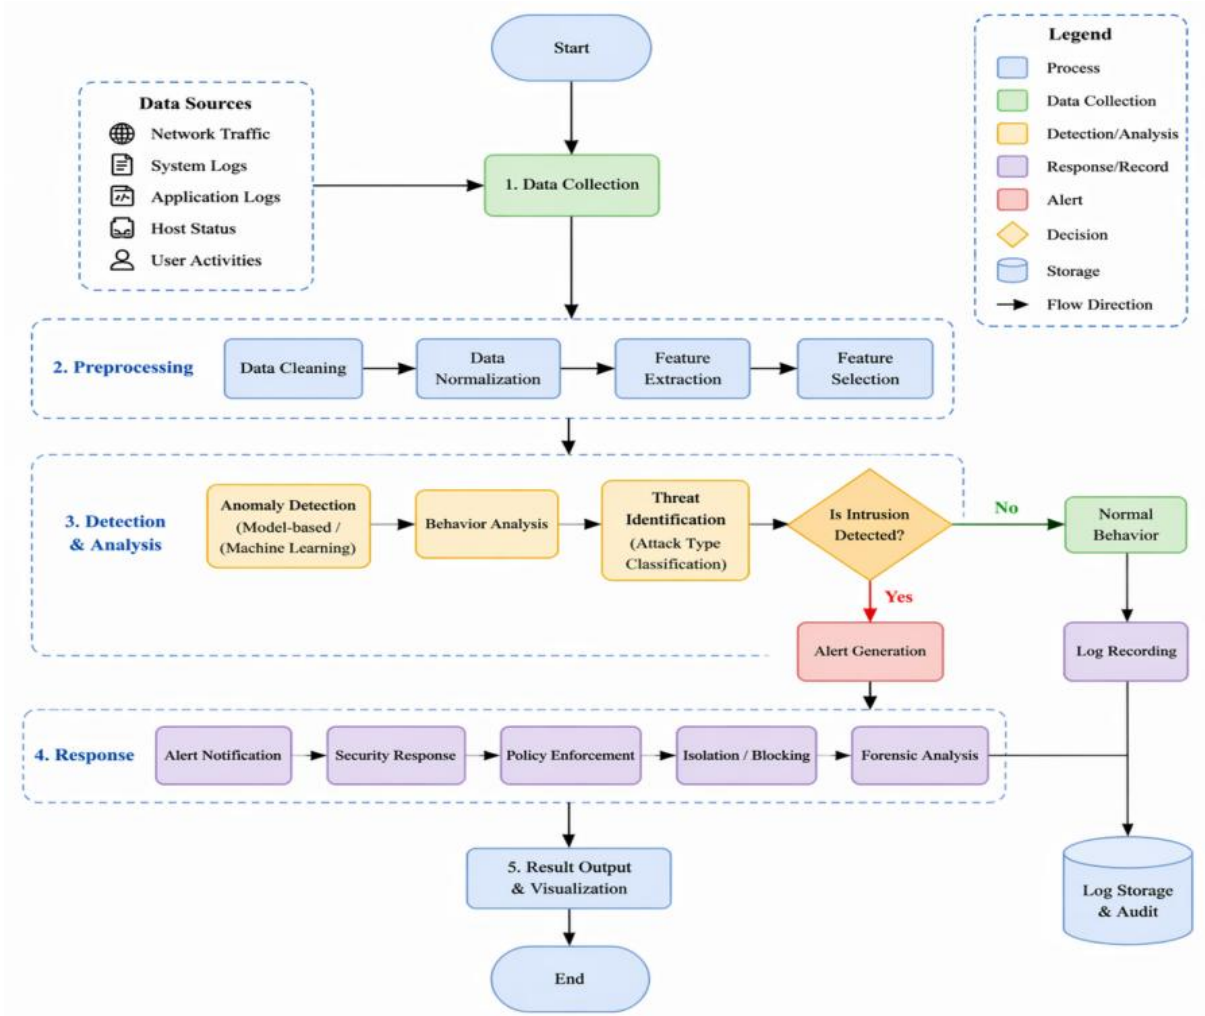 Start
Legend
Process
Data Collection
Detection/Analysis
Response/Record
Alert
Decision
Storage
Flow Direction
Data Sources
Network Traffic
System Logs
Application Logs
Host Status
User Activities
1. Data Collection
2. Preprocessing
Data Cleaning
Data
Normalization
Feature
Extraction
Feature
Selection
3. Detection
& Analysis
Anomaly Detection
(Model-based /
(Machine Learning)
Behavior Analysis
Threat
Identification
(Attack Type
Classification)
Is Intrusion
Detected?
No
Normal
Behavior
Yes
Alert Generation
Log Recording
4. Response
Alert Notification
Security Response
Policy Enforcement
Isolation / Blocking
Forensic Analysis
5. Result Output
& Visualization
Log Storage
& Audit
End